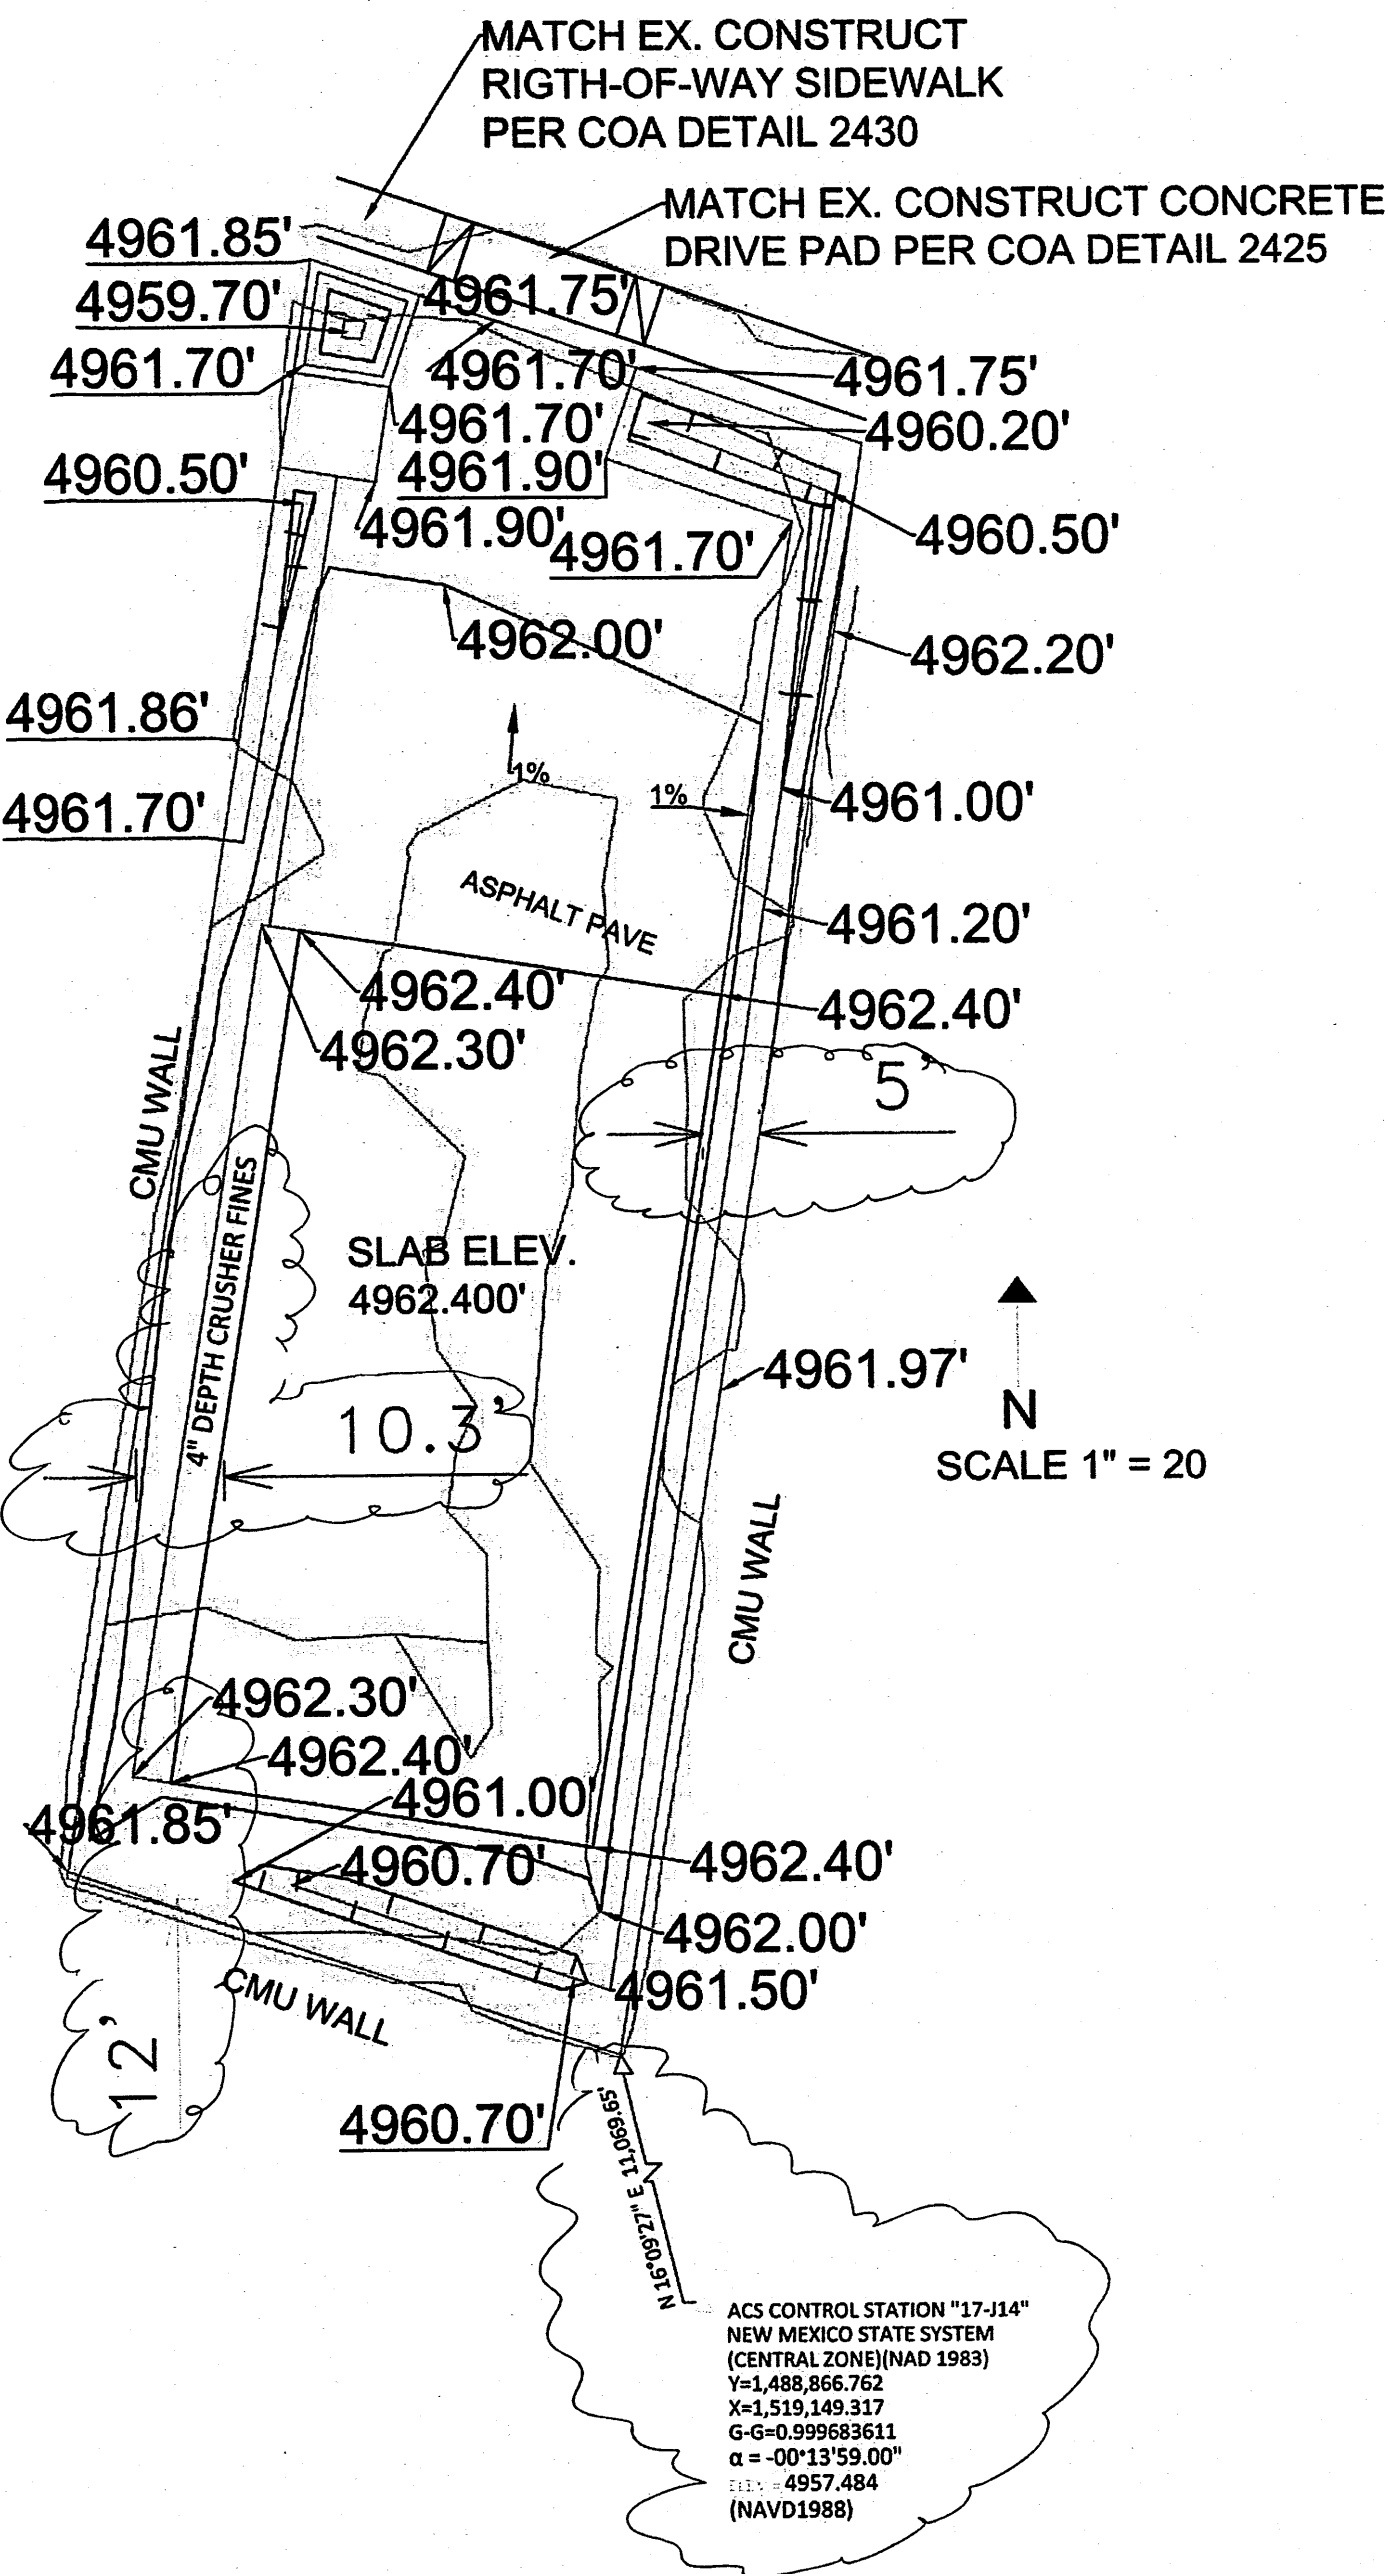 MATCH EX. CONSTRUCT
RIGTH-OF-WAY SIDEWALK
PER COA DETAIL 2430
MATCH EX. CONSTRUCT CONCRETE
DRIVE PAD PER COA DETAIL 2425
4961.85'
4959.70'
4961.75'
4961.70'
4961.70'
4961.75'
4961.70'
4960.20'
4960.50'
4961.90'
4961.90'
4961.70'
4960.50'
4962.00'
4962.20'
4961.86'
1%
1%
4961.00'
4961.70'
ASPHALT PAVE
4961.20'
4962.40'
4962.40'
4962.30'
CMU WALL
5'
4" DEPTH CRUSHER FINES
SLAB ELEV.
4962.400'
4961.97'
N
SCALE 1" = 20
10.3'
CMU WALL
4962.30'
4962.40'
4961.00'
4961.85'
4960.70'
4962.40'
4962.00'
4961.50'
CMU WALL
12'
4960.70'
N 16°09'27" E 11,069.65'
ACS CONTROL STATION "17-J14"
NEW MEXICO STATE SYSTEM
(CENTRAL ZONE)(NAD 1983)
Y=1,488,866.762
X=1,519,149.317
G-G=0.999683611
α = -00°13'59.00"
=4957.484
(NAVD1988)